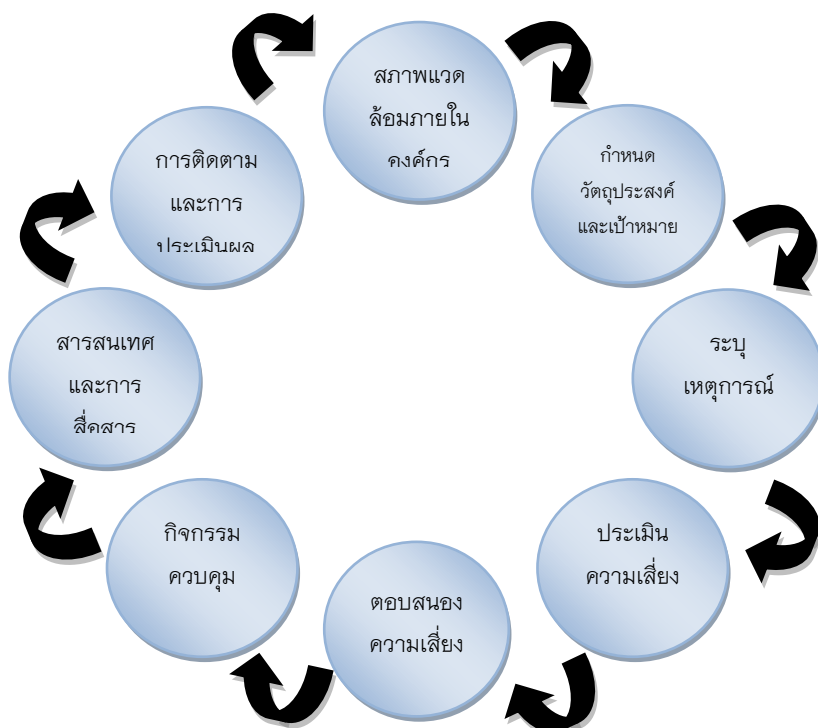 สภาพแวด
ล้อมภายใน
องค์กร
กำหนด
วัตถุประสงค์
และเป้าหมาย
ระบุ
เหตุการณ์
ประเมิน
ความเสี่ยง
ตอบสนอง
ความเสี่ยง
กิจกรรม
ควบคุม
สารสนเทศ
และการ
สื่อสาร
การติดตาม
และการ
ประเมินผล